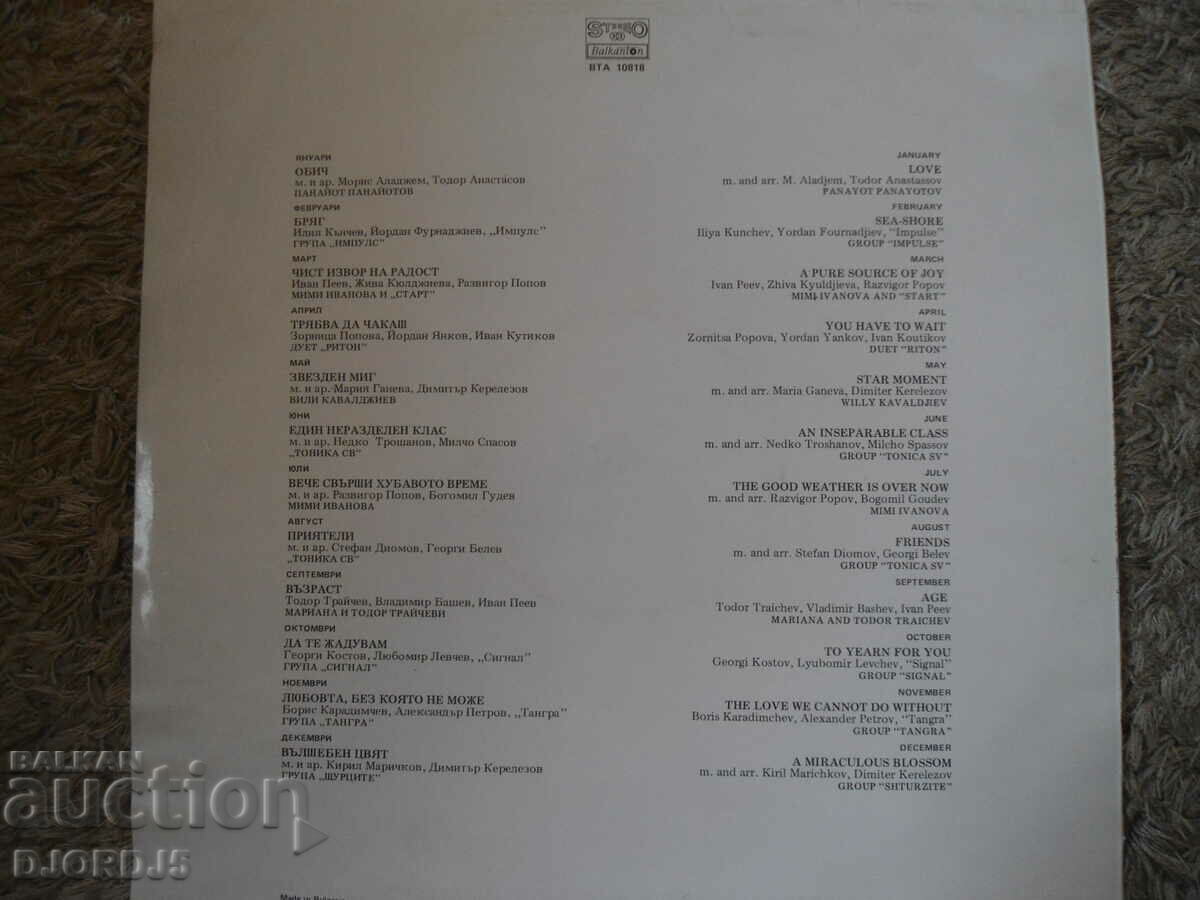 STEREO
Balkanton
BTA 10818
ЯНУАРИ
ОБИЧ
м. и ар. Морис Аладжем, Тодор Анастасов
ПАНАЙОТ ПАНАЙОТОВ
ФЕВРУАРИ
БРЯГ
Илия Кънчев, Йордан Фурнаджиев, „Импулс"
ГРУПА „ИМПУЛС"
МАРТ
ЧИСТ ИЗВОР НА РАДОСТ
Иван Пеев, Жива Кюлджиева, Развигор Попов
МИМИ ИВАНОВА И „СТАРТ"
АПРИЛ
ТРЯБВА ДА ЧАКАШ
Зорница Попова, Йордан Янков, Иван Кутиков
ДУЕТ „РИТОН"
МАЙ
ЗВЕЗДЕН МИГ
м. и ар. Мария Ганева, Димитър Керелезов
ВИЛИ КАВАЛДЖИЕВ
ЮНИ
ЕДИН НЕРАЗДЕЛЕН КЛАС
м. и ар. Недко Трошанов, Милчо Спасов
„ТОНИКА СВ"
ЮЛИ
ВЕЧЕ СВЪРШИ ХУБАВОТО ВРЕМЕ
м. и ар. Развигор Попов, Богомил Гудев
МИМИ ИВАНОВА
АВГУСТ
ПРИЯТЕЛИ
м. и ар. Стефан Диомов, Георги Белев
„ТОНИКА СВ"
СЕПТЕМВРИ
ВЪЗРАСТ
Тодор Трайчев, Владимир Башев, Иван Пеев
МАРИАНА И ТОДОР ТРАЙЧЕВИ
ОКТОМВРИ
ДА ТЕ ЖАДУВАМ
Георги Костов, Любомир Левчев, „Сигнал"
ГРУПА „СИГНАЛ"
НОЕМВРИ
ЛЮБОВТА, БЕЗ КОЯТО НЕ МОЖЕ
Борис Карадимчев, Александър Петров, „Тангра"
ГРУПА „ТАНГРА"
ДЕКЕМВРИ
ВЪЛШЕБЕН ЦВЯТ
м. и ар. Кирил Маричков, Димитър Керелезов
ГРУПА „ЩУРЦИТЕ"
JANUARY
LOVE
m. and arr. M. Aladjem, Todor Anastassov
PANAYOT PANAYOTOV
FEBRUARY
SEA-SHORE
Iliya Kunchev, Yordan Fournadjiev, "Impulse"
GROUP "IMPULSE"
MARCH
A PURE SOURCE OF JOY
Ivan Peev, Zhiva Kyuldjieva, Razvigor Popov
MIMI IVANOVA AND "START"
APRIL
YOU HAVE TO WAIT
Zornitsa Popova, Yordan Yankov, Ivan Koutikov
DUET "RITON"
MAY
STAR MOMENT
m. and arr. Maria Ganeva, Dimiter Kerelezov
WILLY KAVALDJIEV
JUNE
AN INSEPARABLE CLASS
m. and arr. Nedko Troshanov, Milcho Spassov
GROUP "TONICA SV"
JULY
THE GOOD WEATHER IS OVER NOW
m. and arr. Razvigor Popov, Bogomil Goudev
MIMI IVANOVA
AUGUST
FRIENDS
m. and arr. Stefan Diomov, Georgi Belev
GROUP "TONICA SV"
SEPTEMBER
AGE
Todor Traichev, Vladimir Bashev, Ivan Peev
MARIANA AND TODOR TRAICHEV
OCTOBER
TO YEARN FOR YOU
Georgi Kostov, Lyubomir Levchev, "Signal"
GROUP "SIGNAL"
NOVEMBER
THE LOVE WE CANNOT DO WITHOUT
Boris Karadimchev, Alexander Petrov, "Tangra"
GROUP "TANGRA"
DECEMBER
A MIRACULOUS BLOSSOM
m. and arr. Kiril Marichkov, Dimiter Kerelezov
GROUP "SHTURZITE"
BALKAN
auction
DJORDJ5
Made in